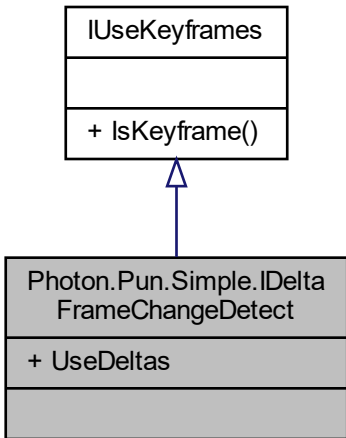 IUseKeyframes
+ IsKeyframe()
Photon.Pun.Simple.IDelta
FrameChangeDetect
+ UseDeltas